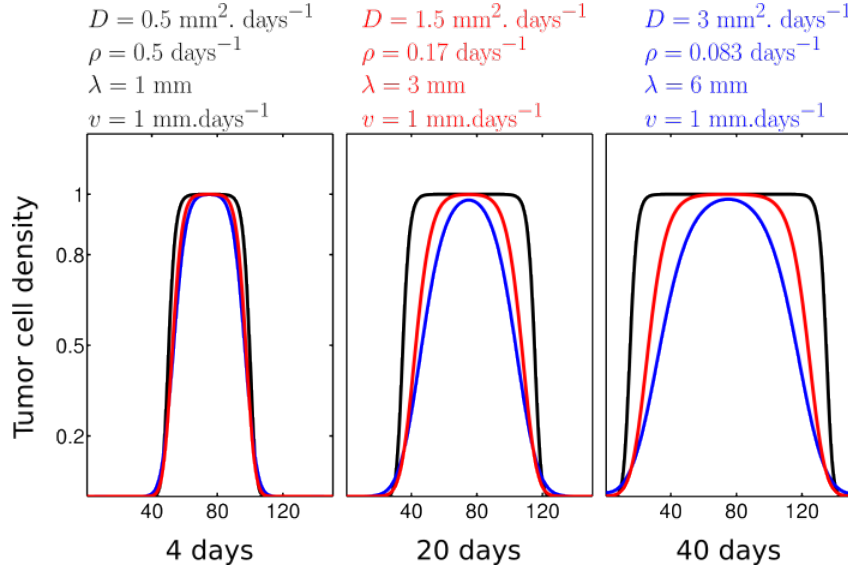 D = 0.5 mm². days⁻¹
ρ = 0.5 days⁻¹
λ = 1 mm
v = 1 mm.days⁻¹
D = 1.5 mm². days⁻¹
ρ = 0.17 days⁻¹
λ = 3 mm
v = 1 mm.days⁻¹
D = 3 mm². days⁻¹
ρ = 0.083 days⁻¹
λ = 6 mm
v = 1 mm.days⁻¹
Tumor cell density
1
0.8
0.5
0.2
40 120
40 80 120
40 80 120
4 days
20 days
40 days